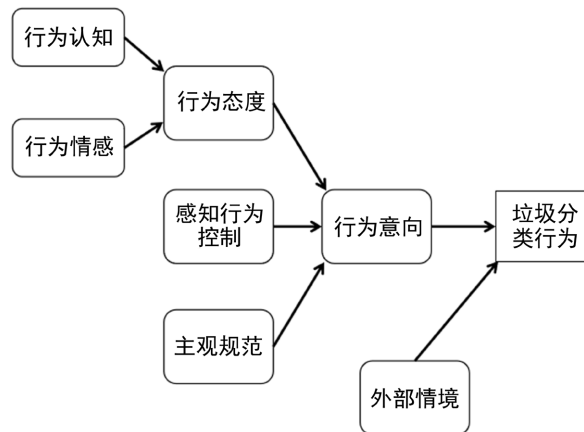 行为认知
行为态度
行为情感
感知行为
控制
行为意向
垃圾分
类行为
主观规范
外部情境